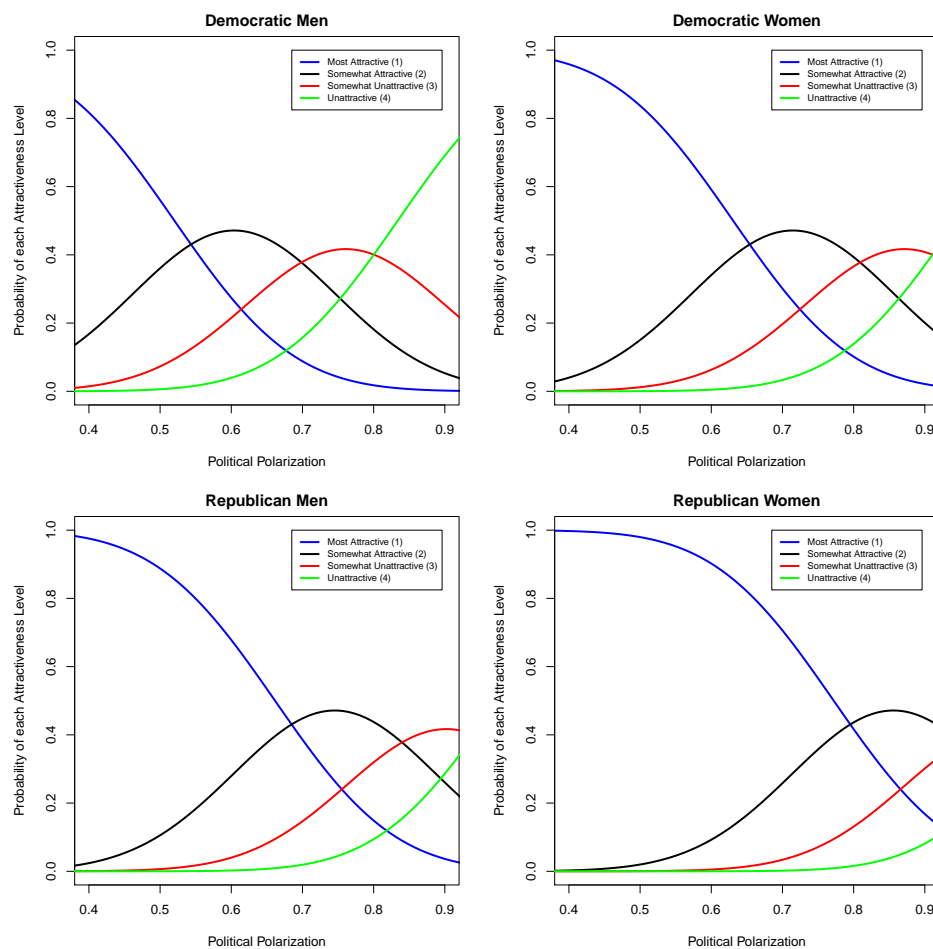 Democratic Men
Probability of each Attractiveness Level
1.0
0.8
0.6
0.4
0.2
0.0
Most Attractive (1)
Somewhat Attractive (2)
Somewhat Unattractive (3)
Unattractive (4)
0.4 0.5 0.6 0.7 0.8 0.9
Political Polarization
Democratic Women
Probability of each Attractiveness Level
1.0
0.8
0.6
0.4
0.2
0.0
Most Attractive (1)
Somewhat Attractive (2)
Somewhat Unattractive (3)
Unattractive (4)
0.4 0.5 0.6 0.7 0.8 0.9
Political Polarization
Republican Men
Probability of each Attractiveness Level
1.0
0.8
0.6
0.4
0.2
0.0
Most Attractive (1)
Somewhat Attractive (2)
Somewhat Unattractive (3)
Unattractive (4)
0.4 0.5 0.6 0.7 0.8 0.9
Political Polarization
Republican Women
Probability of each Attractiveness Level
1.0
0.8
0.6
0.4
0.2
0.0
Most Attractive (1)
Somewhat Attractive (2)
Somewhat Unattractive (3)
Unattractive (4)
0.4 0.5 0.6 0.7 0.8 0.9
Political Polarization